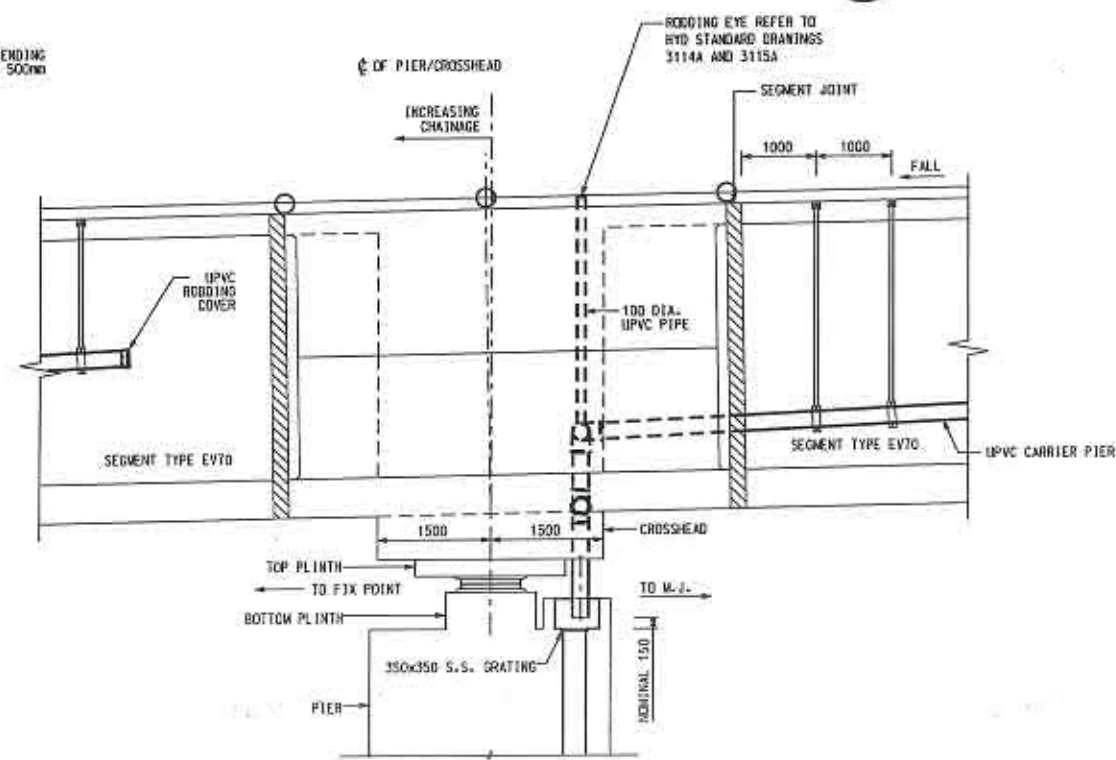 ENDING
500mm
℄ OF PIER/CROSSHEAD
RODDING EYE REFER TO
HYD STANDARD DRAWINGS
3114A AND 3115A
INCREASING
CHAINAGE
SEGMENT JOINT
1000
1000
FALL
UPVC
RODDING
COVER
100 DIA.
UPVC PIPE
SEGMENT TYPE EV70
SEGMENT TYPE EV70
UPVC CARRIER PIER
1500
1500
CROSSHEAD
TOP PLINTH
TO FIX POINT
TO M.J.
BOTTOM PLINTH
350x350 S.S. GRATING
NOMINAL 150
PIER